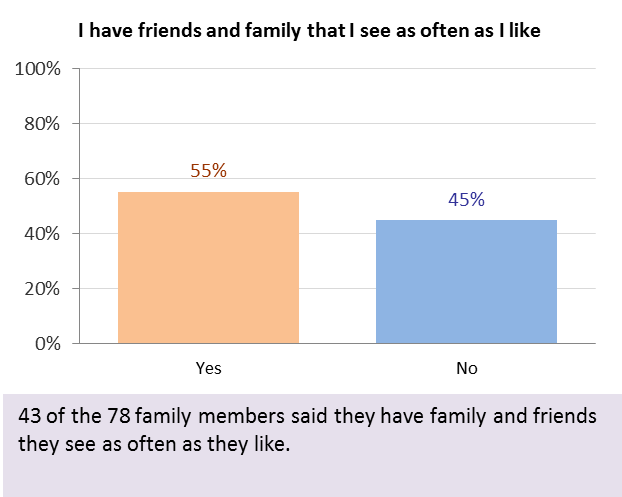 I have friends and family that I see as often as I like
100%
80%
60%
40%
20%
0%
55%
45%
Yes
No
43 of the 78 family members said they have family and friends
they see as often as they like.